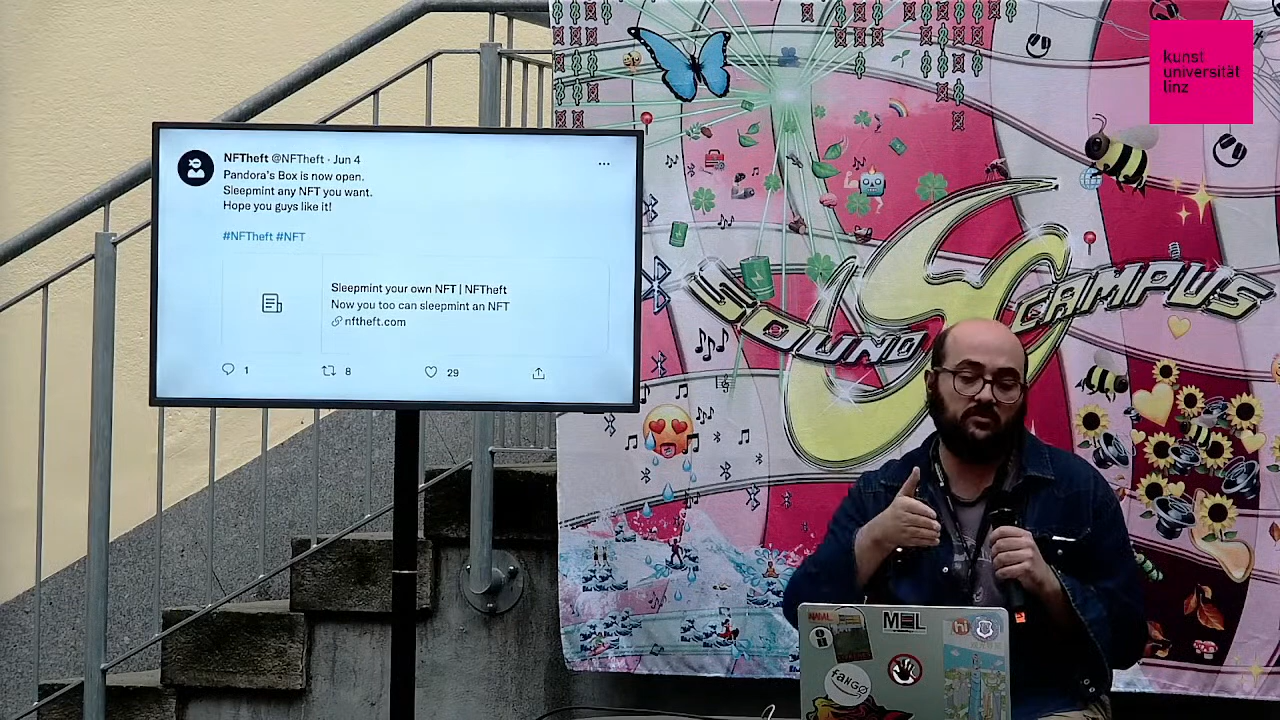 NFTheft @NFTheft · Jun 4
Pandora's Box is now open.
Sleepmint any NFT you want.
Hope you guys like it!
#NFTheft #NFT
Sleepmint your own NFT | NFTheft
Now you too can sleepmint an NFT
nftheft.com
1
8
29
kunst
universität
linz
SOUND CAMPUS
MEL
hi
FANGO